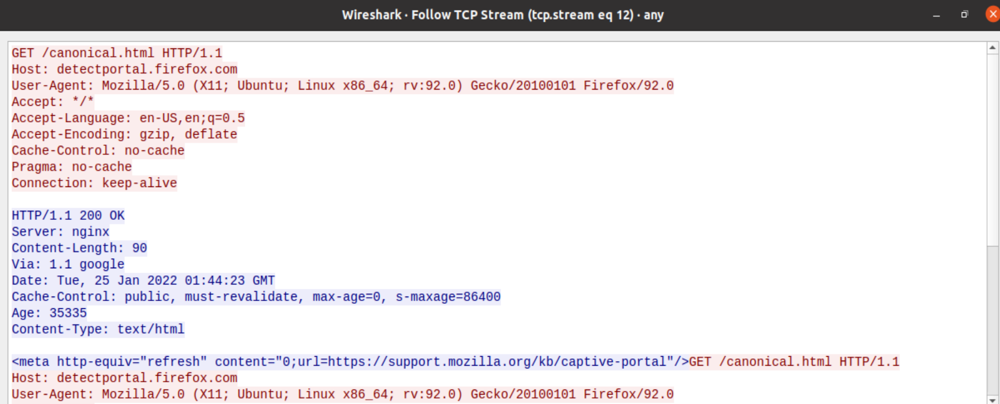 Wireshark · Follow TCP Stream (tcp.stream eq 12) · any
GET /canonical.html HTTP/1.1
Host: detectportal.firefox.com
User-Agent: Mozilla/5.0 (X11; Ubuntu; Linux x86_64; rv:92.0) Gecko/20100101 Firefox/92.0
Accept: */*
Accept-Language: en-US,en;q=0.5
Accept-Encoding: gzip, deflate
Cache-Control: no-cache
Pragma: no-cache
Connection: keep-alive
HTTP/1.1 200 OK
Server: nginx
Content-Length: 90
Via: 1.1 google
Date: Tue, 25 Jan 2022 01:44:23 GMT
Cache-Control: public, must-revalidate, max-age=0, s-maxage=86400
Age: 35335
Content-Type: text/html
<meta http-equiv="refresh" content="0;url=https://support.mozilla.org/kb/captive-portal"/>GET /canonical.html HTTP/1.1
Host: detectportal.firefox.com
User-Agent: Mozilla/5.0 (X11; Ubuntu; Linux x86_64; rv:92.0) Gecko/20100101 Firefox/92.0